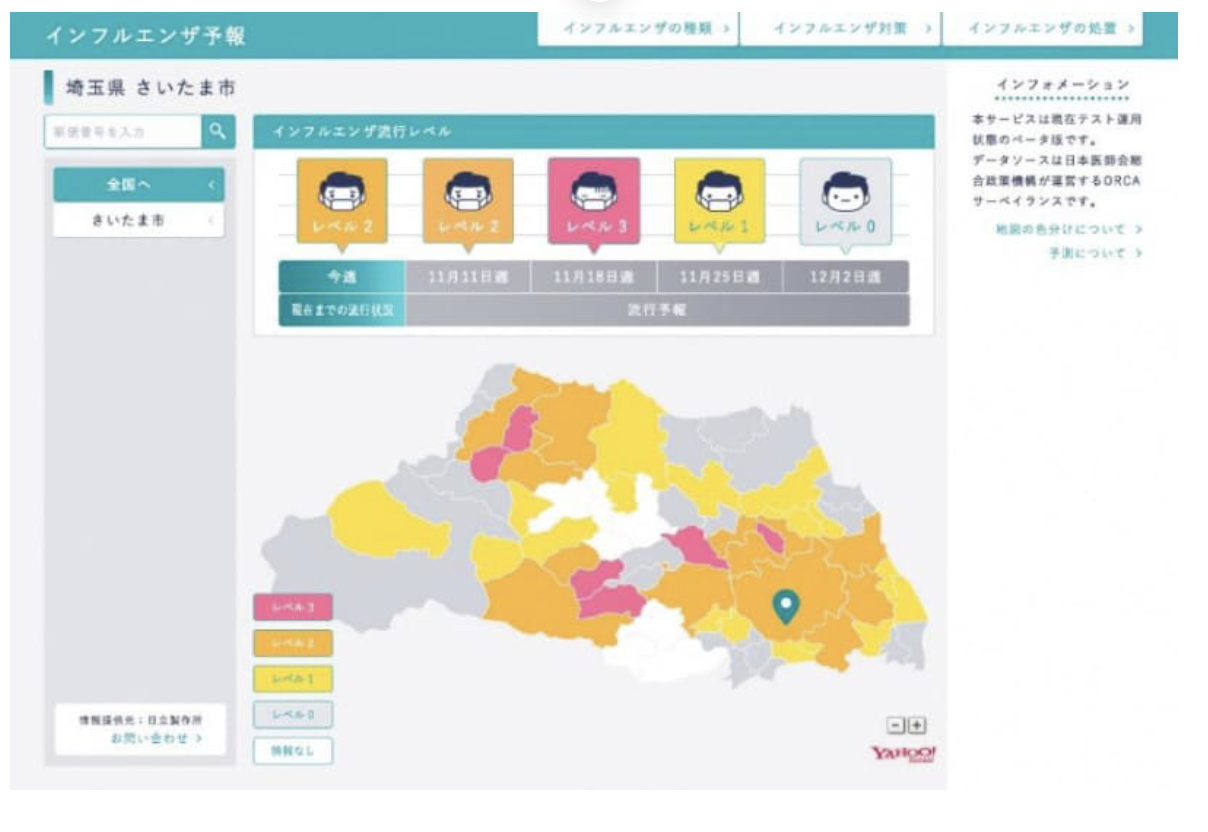 インフルエンザ予報
インフルエンザの種類 >
インフルエンザ対策 >
インフルエンザの処置 >
埼玉県 さいたま市
郵便番号を入力
全国へ
さいたま市
インフルエンザ流行レベル
レベル 2
レベル 2
レベル 3
レベル 1
レベル 0
今週
11月11日週
11月18日週
11月25日週
12月2日週
現在までの流行状況
流行予報
インフォメーション
本サービスは現在テスト運用
状態のベータ版です。
データソースは日本医師会総
合政策機構が運営するORCA
サーベイランスです。
地図の色分けについて >
予測について >
レベル 3
レベル 2
レベル 1
レベル 0
情報なし
情報提供元：日立製作所
お問い合わせ >
YAHOO!